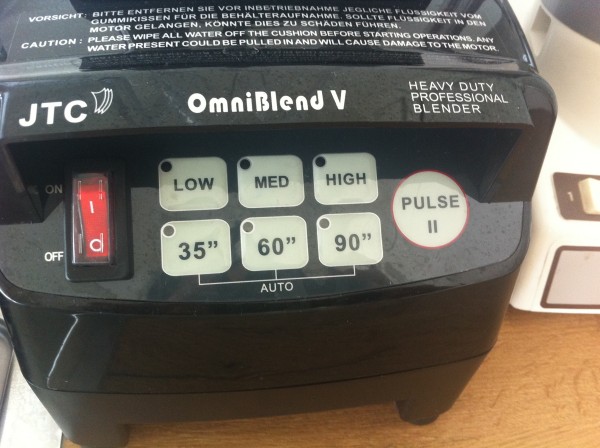 VORSICHT: BITTE ENTFERNEN SIE VOR INBETRIEBNAHME JEGLICHE FLÜSSIGKEIT VOM
GUMMIKISSEN FÜR DIE BEHÄLTERAUFNAHME. SOLLTE FLÜSSIGKEIT IN DEN
MOTOR GELANGEN, KÖNNTE DIES ZU SCHÄDEN FÜHREN.
CAUTION : PLEASE WIPE ALL WATER OFF THE CUSHION BEFORE STARTING OPERATIONS. ANY
WATER PRESENT COULD BE PULLED IN AND WILL CAUSE DAMAGE TO THE MOTOR.
JTC
OmniBlend V
HEAVY DUTY
PROFESSIONAL
BLENDER
ON
OFF
LOW
MED
HIGH
PULSE
II
35”
60”
90”
AUTO